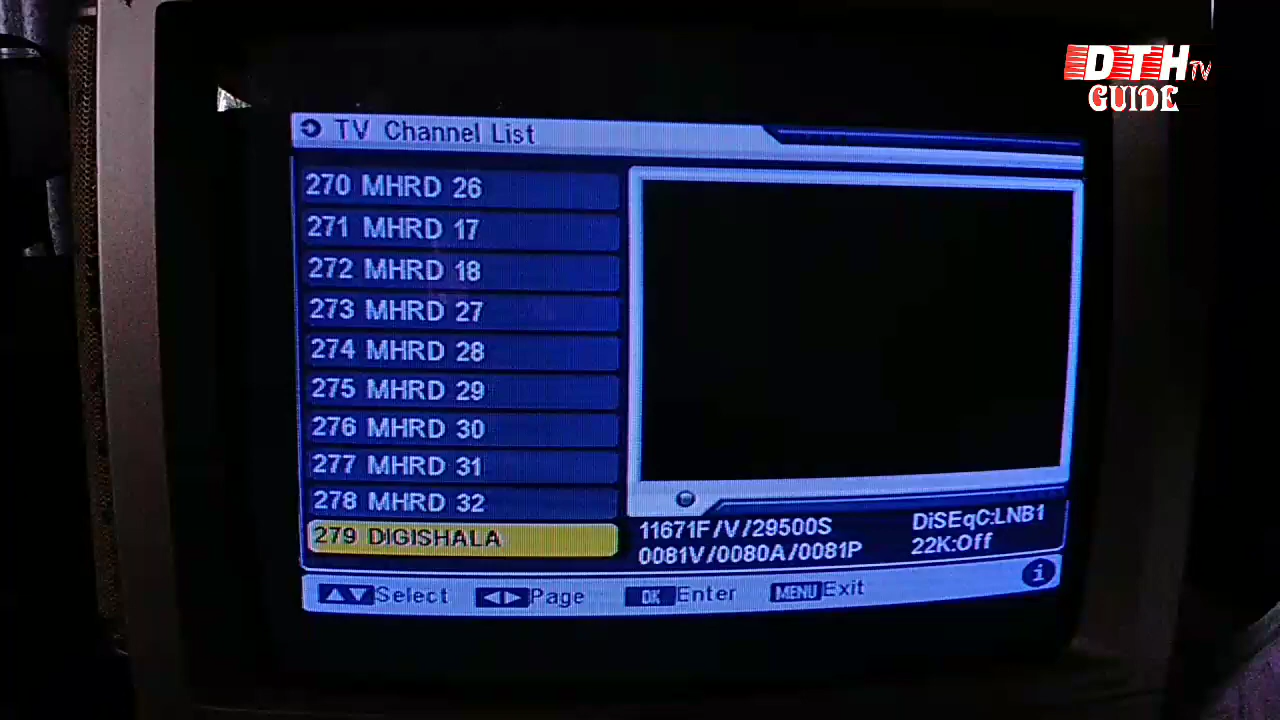 DTH TV
GUIDE
TV Channel List
270 MHRD 26
271 MHRD 17
272 MHRD 18
273 MHRD 27
274 MHRD 28
275 MHRD 29
276 MHRD 30
277 MHRD 31
278 MHRD 32
279 DIGISHALA
11671F/V/29500S
DiSEqC:LNB1
0081V/0080A/0081P
22K:Off
Select
Page
OK Enter
MENU Exit
i